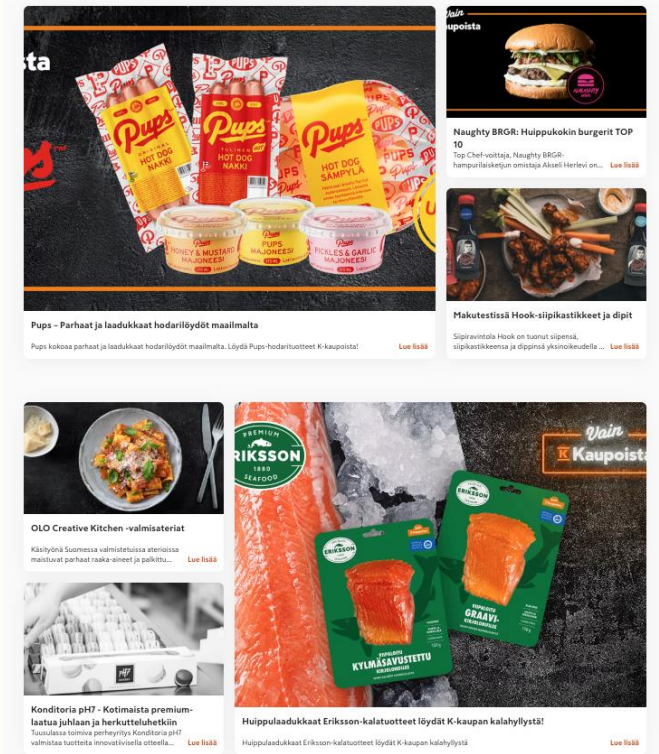 sta
Pups
ORIGINAL
HOT DOG
NAKKI
Pups
TULINEN HOT
HOT DOG
NAKKI
Pups
HOT DOG
SÄMPYLÄ
Pups
HONEY & MUSTARD
MAJONEESI
Pups
PUPS
MAJONEESI
Pups
PICKLES & GARLIC
MAJONEESI
Pups – Parhaat ja laadukkaat hodarilöydöt maailmalta
Pups kokoaa parhaat ja laadukkaat hodarilöydöt maailmalta. Löydä Pups-hodarituotteet K-kaupoista!
Lue lisää
Vain
upoista
NAUGHTY
BRGR
Naughty BRGR: Huippukokin burgerit TOP
10
Top Chef-voittaja, Naughty BRGR-
hampurilaisketjun omistaja Akseli Herlevi on...
Lue lisää
Makutestissä Hook-siipikastikkeet ja dipit
Siipiravintola Hook on tuonut siipensä,
siipikastikkeensa ja dippinsä yksinoikeudella ...
Lue lisää
OLO Creative Kitchen -valmisateriat
Käsityönä Suomessa valmistetuissa aterioissa
maistuvat parhaat raaka-aineet ja palkittu...
Lue lisää
pH7
Konditoria pH7 - Kotimaista premium-
laatua juhlaan ja herkutteluhetkiin
Tuusulassa toimiva perheyritys Konditoria pH7
valmistaa tuotteita innovatiivisella otteella...
Lue lisää
PREMIUM
RIKSSON
1880
SEAFOOD
Vain
K Kaupoista
ERIKSSON
VIIPALOITU
KYLMÄSAVUSTETTU
KIRJOLOHIFILEE
ERIKSSON
VIIPALOITU
GRAAVI-
KIRJOLOHIFILEE
Huippulaadukkaat Eriksson-kalatuotteet löydät K-kaupan kalahyllystä!
Huippulaadukkaat Eriksson-kalatuotteet löydät K-kaupan kalahyllystä
Lue lisää